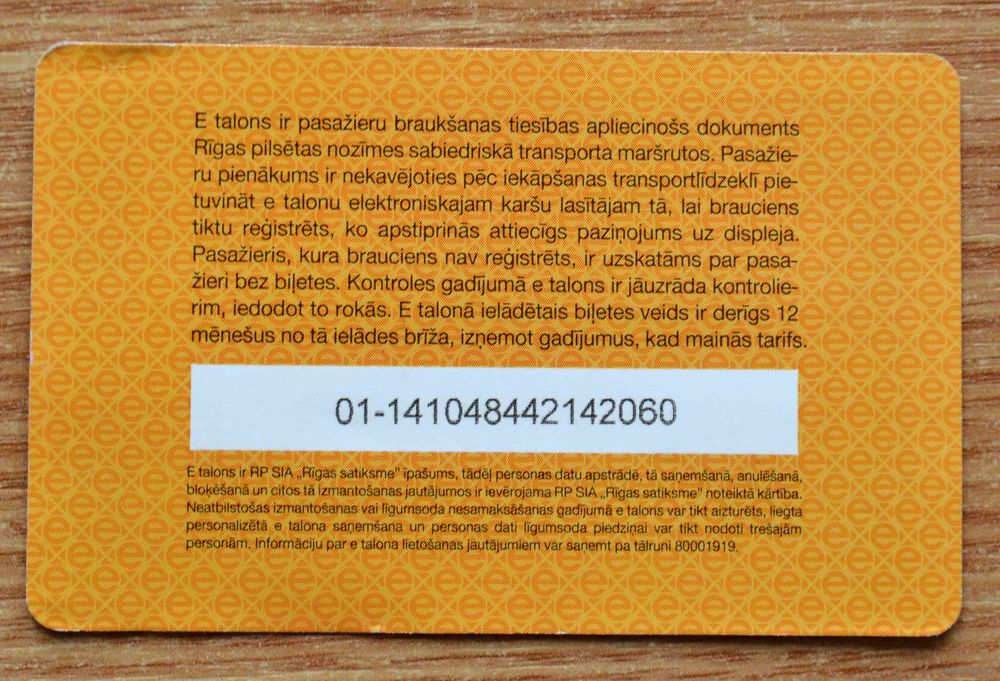 E talons ir pasažieru braukšanas tiesības apliecinošs dokuments
Rīgas pilsētas nozīmes sabiedriskā transporta maršrutos. Pasažie-
ru pienākums ir nekavējoties pēc iekāpšanas transportlīdzeklī pie-
tuvināt e talonu elektroniskajam karšu lasītājam tā, lai brauciens
tiktu reģistrēts, ko apstiprinās attiecīgs paziņojums uz displeja.
Pasažieris, kura brauciens nav reģistrēts, ir uzskatāms par pasa-
žieri bez biļetes. Kontroles gadījumā e talons ir jāuzrāda kontrolie-
rim, iedodot to rokās. E talonā ielādētais biļetes veids ir derīgs 12
mēnešus no tā ielādes brīža, izņemot gadījumus, kad mainās tarifs.
01-141048442142060
E talons ir RP SIA „Rīgas satiksme” īpašums, tādēļ personas datu apstrādē, tā saņemšanā, anulēšanā,
bloķēšanā un citos tā izmantošanas jautājumos ir ievērojama RP SIA „Rīgas satiksme” noteiktā kārtība.
Neatbilstošas izmantošanas vai līgumsoda nesamaksāšanas gadījumā e talons var tikt aizturēts, liegta
personalizētā e talona saņemšana un personas dati līgumsoda piedziņai var tikt nodoti trešajām
personām. Informāciju par e talona lietošanas jautājumiem var saņemt pa tālruni 80001919.